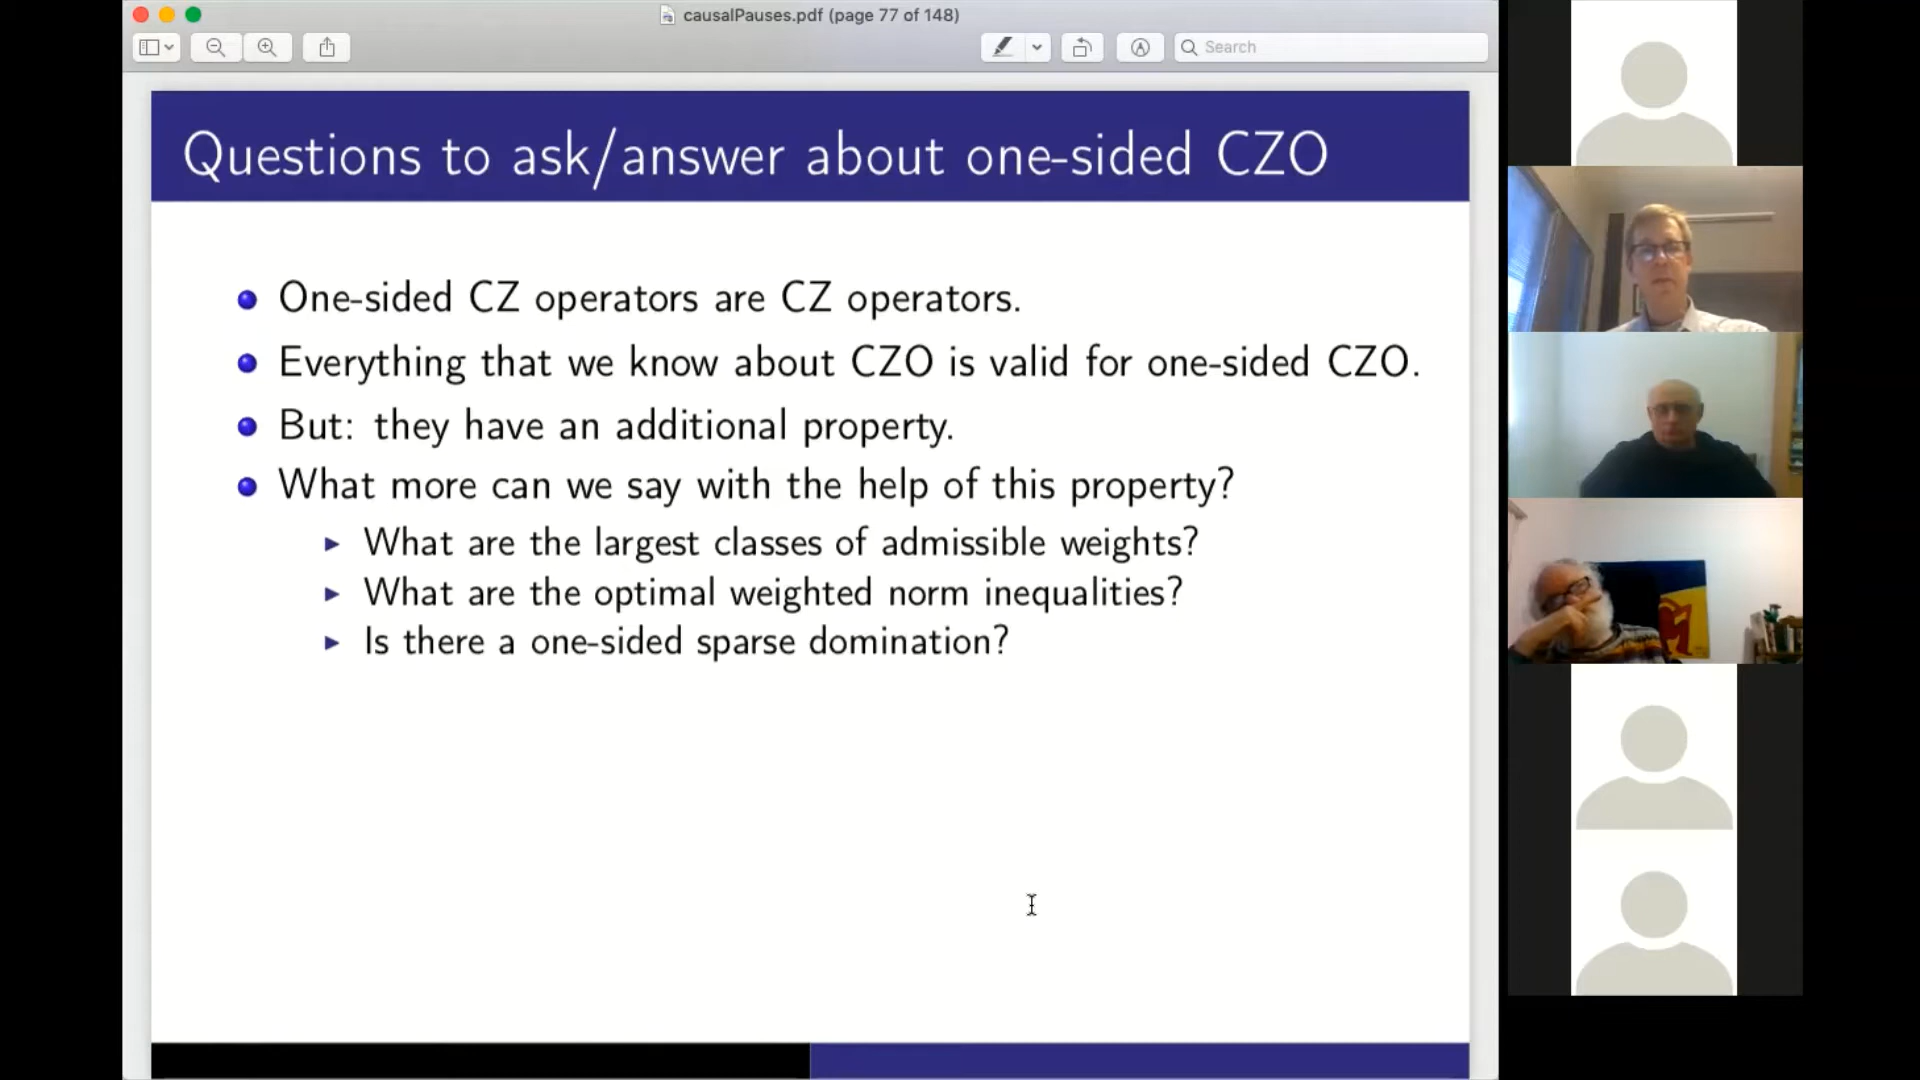 causalPauses.pdf (page 77 of 148)
Search
Questions to ask/answer about one-sided CZO
One-sided CZ operators are CZ operators.
Everything that we know about CZO is valid for one-sided CZO.
But: they have an additional property.
What more can we say with the help of this property?
What are the largest classes of admissible weights?
What are the optimal weighted norm inequalities?
Is there a one-sided sparse domination?